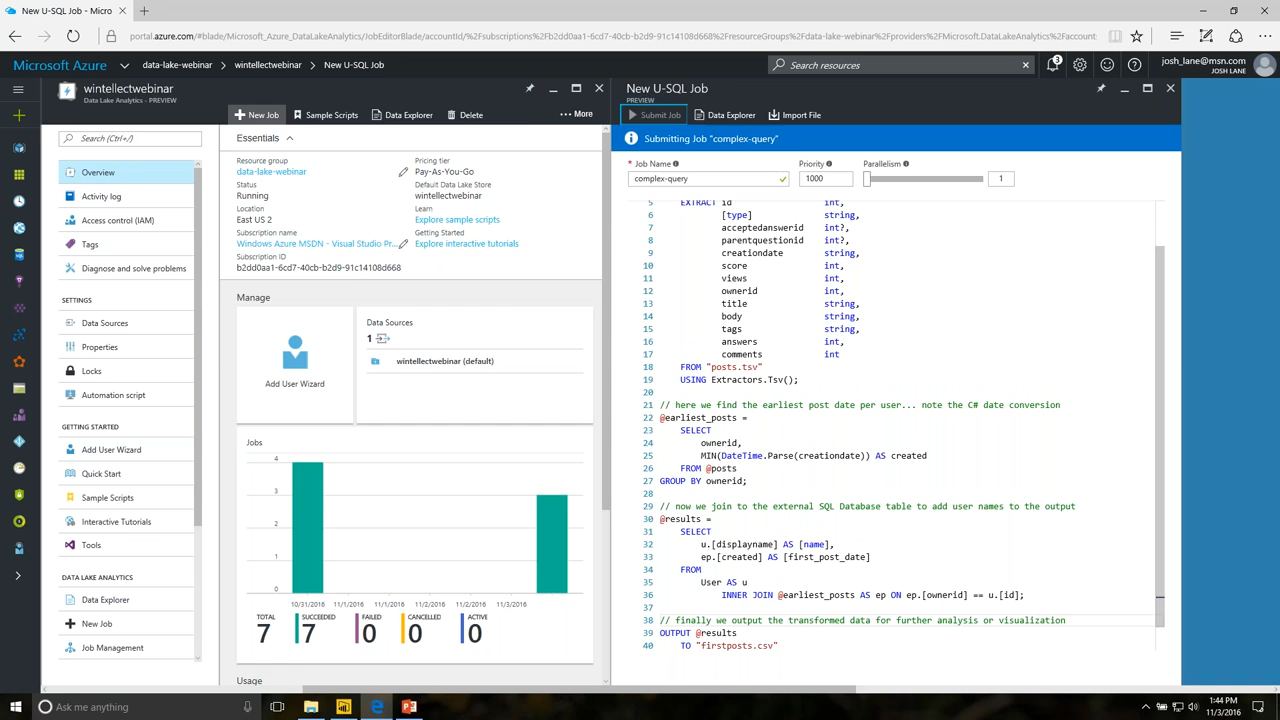 New U-SQL Job - Micro
portal.azure.com/#blade/Microsoft_Azure_DataLakeAnalytics/JobEditorBlade/accountId/%2Fsubscriptions%2Fb2dd0aa1-6cd7-40cb-b2d9-91c14108d668%2FresourceGroups%2Fdata-lake-webinar%2Fproviders%2FMicrosoft.DataLakeAnalytics%2Faccounts
Microsoft Azure
data-lake-webinar
wintellectwebinar
New U-SQL Job
Search resources
3
josh_lane@msn.com
JOSH LANE
wintellectwebinar
Data Lake Analytics - PREVIEW
New Job
Sample Scripts
Data Explorer
Delete
More
Search (Ctrl+/)
Overview
Activity log
Access control (IAM)
Tags
Diagnose and solve problems
SETTINGS
Data Sources
Properties
Locks
Automation script
GETTING STARTED
Add User Wizard
Quick Start
Sample Scripts
Interactive Tutorials
Tools
DATA LAKE ANALYTICS
Data Explorer
New Job
Job Management
Essentials
Resource group
data-lake-webinar
Status
Running
Location
East US 2
Subscription name
Windows Azure MSDN - Visual Studio Pr...
Subscription ID
b2dd0aa1-6cd7-40cb-b2d9-91c14108d668
Pricing tier
Pay-As-You-Go
Default Data Lake Store
wintellectwebinar
Learn
Explore sample scripts
Getting Started
Explore interactive tutorials
Manage
Add User Wizard
Data Sources
1
wintellectwebinar (default)
Jobs
4
3
2
1
0
10/31/2016 11/1/2016 11/1/2016 11/2/2016 11/2/2016 11/3/2016
TOTAL
7
SUCCEEDED
7
FAILED
0
CANCELLED
0
ACTIVE
0
Usage
New U-SQL Job
PREVIEW
Submit Job
Data Explorer
Import File
Submitting Job "complex-query"
* Job Name
complex-query
Priority
1000
Parallelism
1
5 EXTRACT id int,
6 [type] string,
7 acceptedanswerid int?,
8 parentquestionid int?,
9 creationdate string,
10 score int,
11 views int,
12 ownerid int,
13 title string,
14 body string,
15 tags string,
16 answers int,
17 comments int
18 FROM "posts.tsv"
19 USING Extractors.Tsv();
20
21 // here we find the earliest post date per user... note the C# date conversion
22 @earliest_posts =
23 SELECT
24 ownerid,
25 MIN(DateTime.Parse(creationdate)) AS created
26 FROM @posts
27 GROUP BY ownerid;
28
29 // now we join to the external SQL Database table to add user names to the output
30 @results =
31 SELECT
32 u.[displayname] AS [name],
33 ep.[created] AS [first_post_date]
34 FROM
35 User AS u
36 INNER JOIN @earliest_posts AS ep ON ep.[ownerid] == u.[id];
37
38 // finally we output the transformed data for further analysis or visualization
39 OUTPUT @results
40 TO "firstposts.csv"
Ask me anything
1:44 PM
11/3/2016